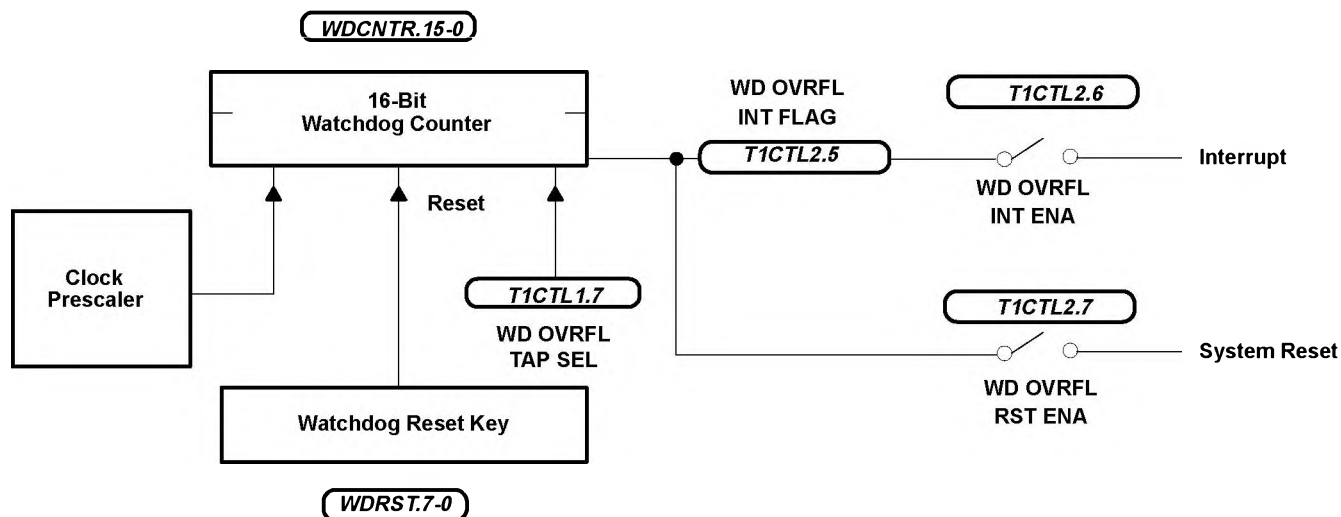 WDCNTR.15-0
16-Bit
Watchdog Counter
WD OVRFL
INT FLAG
T1CTL2.5
T1CTL2.6
WD OVRFL
INT ENA
Interrupt
Reset
Clock
Prescaler
T1CTL1.7
WD OVRFL
TAP SEL
T1CTL2.7
WD OVRFL
RST ENA
System Reset
Watchdog Reset Key
WDRST.7-0